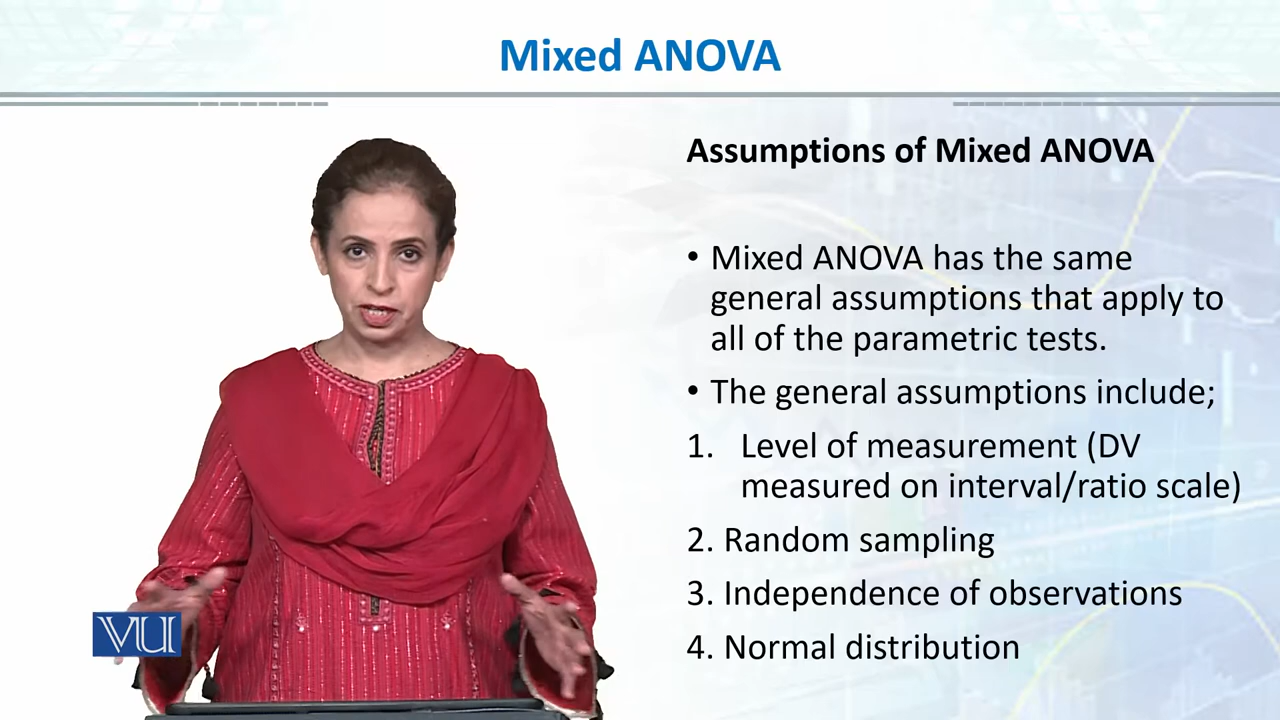 Mixed ANOVA
Assumptions of Mixed ANOVA
• Mixed ANOVA has the same
general assumptions that apply to
all of the parametric tests.
• The general assumptions include;
1. Level of measurement (DV
measured on interval/ratio scale)
2. Random sampling
3. Independence of observations
4. Normal distribution
VU